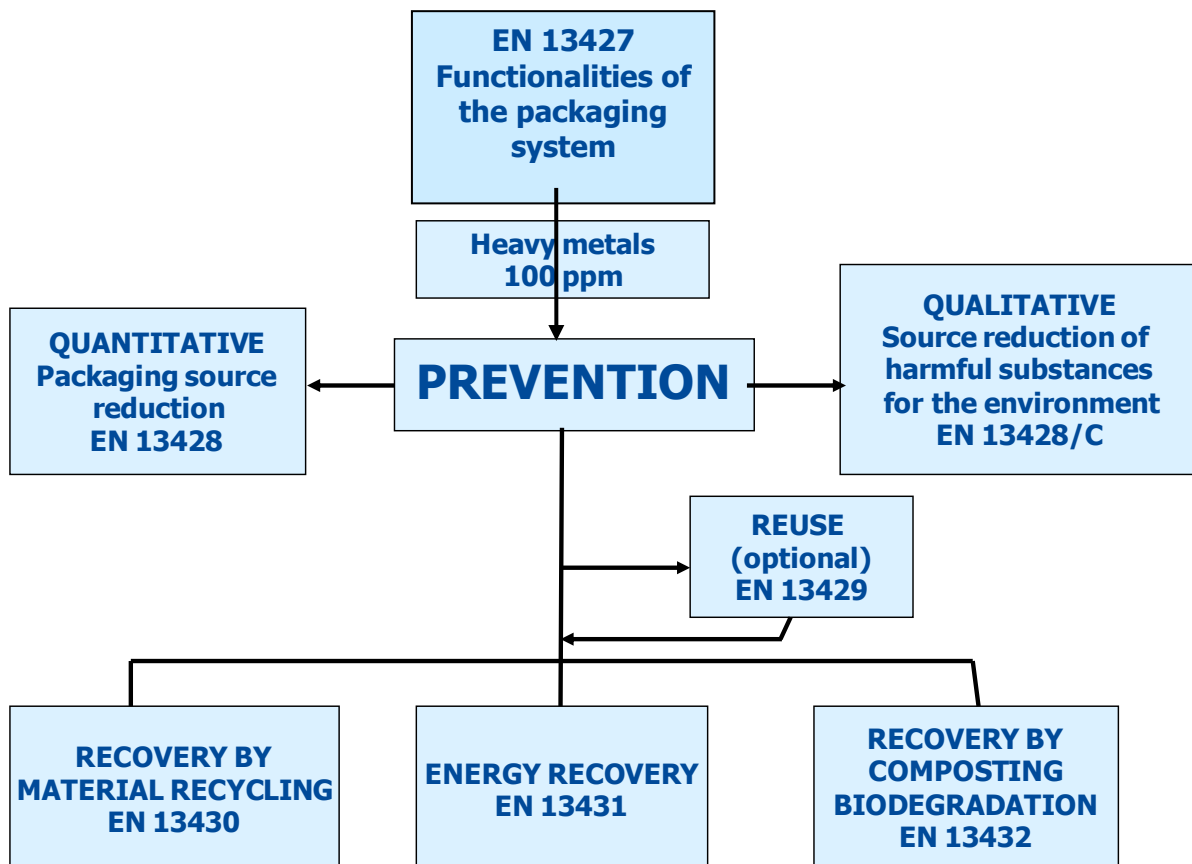 EN 13427
Functionalities of
the packaging
system
Heavy metals
100 ppm
QUANTITATIVE
Packaging source
reduction
EN 13428
PREVENTION
QUALITATIVE
Source reduction of
harmful substances
for the environment
EN 13428/C
REUSE
(optional)
EN 13429
RECOVERY BY
MATERIAL RECYCLING
EN 13430
ENERGY RECOVERY
EN 13431
RECOVERY BY
COMPOSTING
BIODEGRADATION
EN 13432